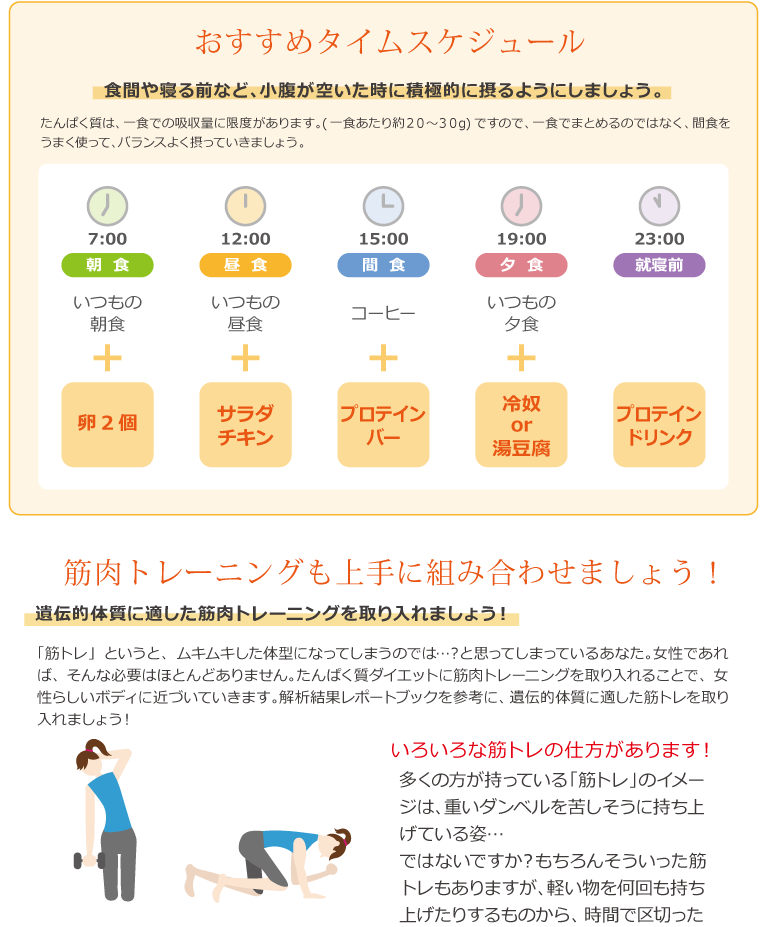 おすすめタイムスケジュール
食間や寝る前など、小腹が空いた時に積極的に摂るようにしましょう。
たんぱく質は、一食での吸収量に限度があります。(一食あたり約20～30g)ですので、一食でまとめるのではなく、間食を
うまく使って、バランスよく摂っていきましょう。
7:00
朝 食
いつもの
朝食
＋
卵２個
12:00
昼 食
いつもの
昼食
＋
サラダ
チキン
15:00
間 食
コーヒー
＋
プロテイン
バー
19:00
夕 食
いつもの
夕食
＋
冷奴
or
湯豆腐
23:00
就寝前
プロテイン
ドリンク
筋肉トレーニングも上手に組み合わせましょう！
遺伝的体質に適した筋肉トレーニングを取り入れましょう！
「筋トレ」というと、ムキムキした体型になってしまうのでは…？と思ってしまっているあなた。女性であれ
ば、そんな必要はほとんどありません。たんぱく質ダイエットに筋肉トレーニングを取り入れることで、女
性らしいボディに近づいていきます。解析結果レポートブックを参考に、遺伝的体質に適した筋トレを取り
入れましょう！
いろいろな筋トレの仕方があります！
多くの方が持っている「筋トレ」のイメー
ジは、重いダンベルを苦しそうに持ち上
げている姿…
ではないですか？もちろんそういった筋
トレもありますが、軽い物を何回も持ち
上げたりするものから、時間で区切った